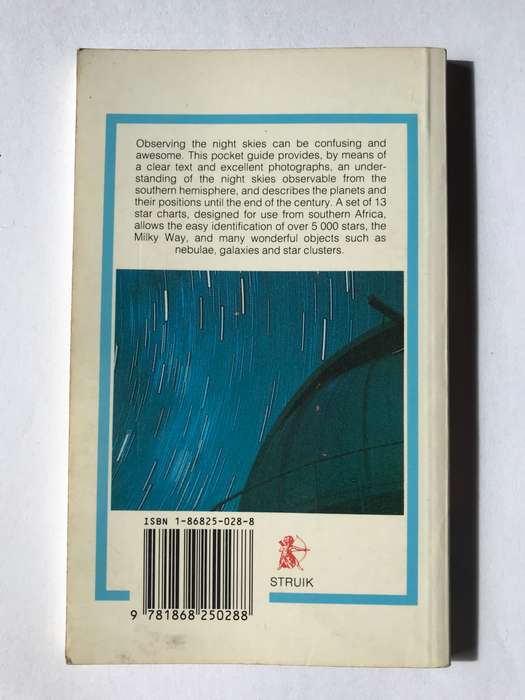 Observing the night skies can be confusing and
awesome. This pocket guide provides, by means of
a clear text and excellent photographs, an under-
standing of the night skies observable from the
southern hemisphere, and describes the planets and
their positions until the end of the century. A set of 13
star charts, designed for use from southern Africa,
allows the easy identification of over 5 000 stars, the
Milky Way, and many wonderful objects such as
nebulae, galaxies and star clusters.
ISBN 1-86825-028-8
STRUIK
9 781868 250288